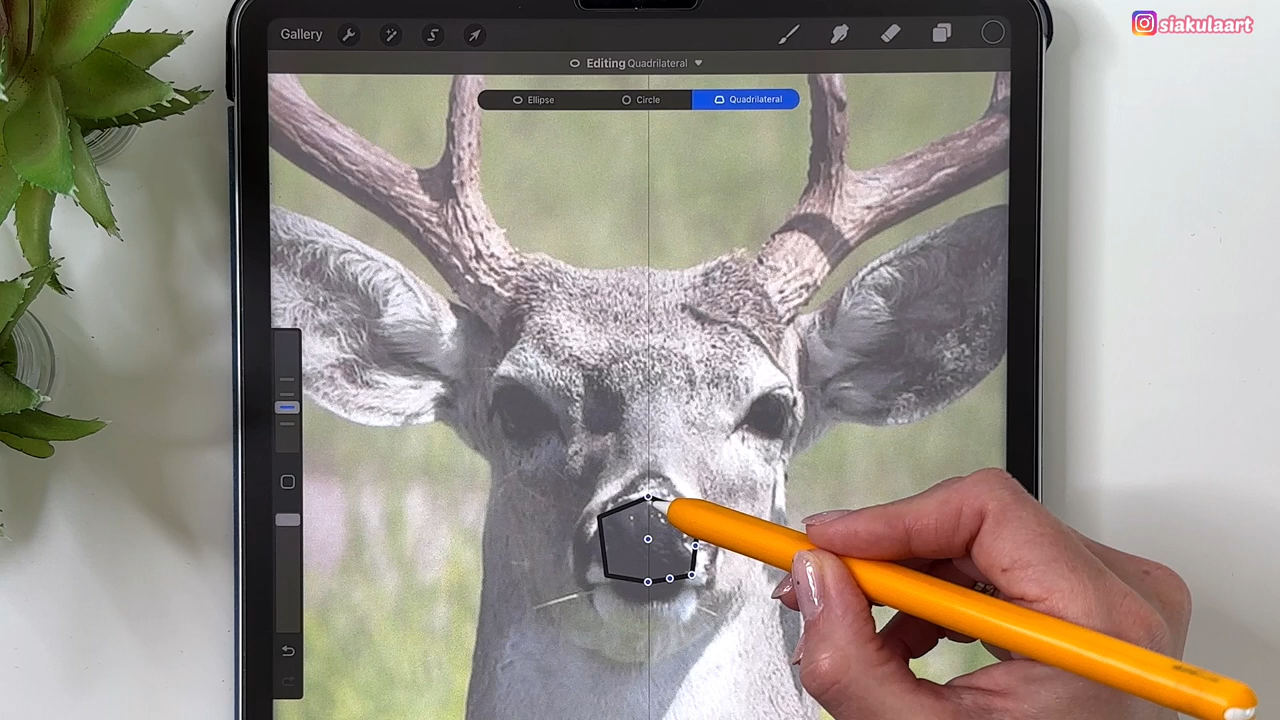 siakulaart
Gallery
Editing Quadrilateral
Ellipse
Circle
Quadrilateral